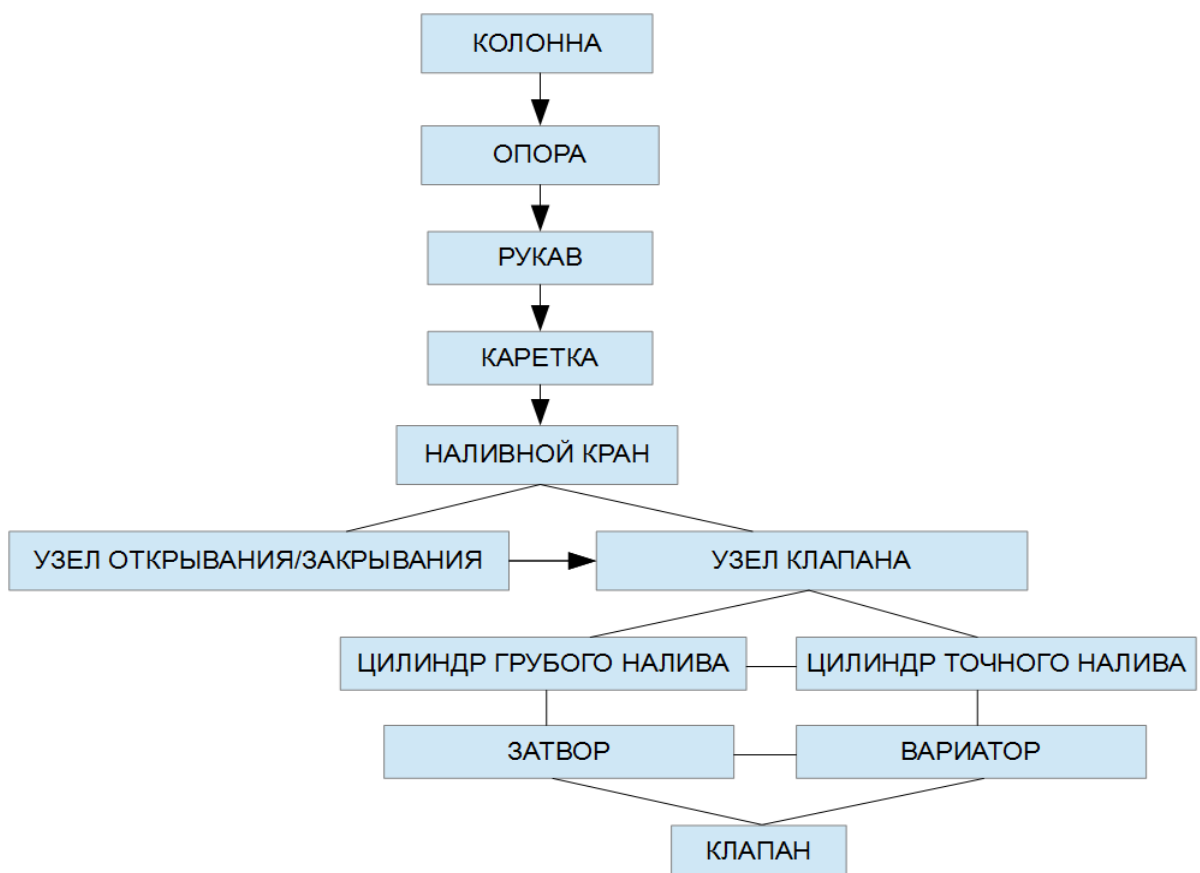 КОЛОННА
ОПОРА
РУКАВ
КАРЕТКА
НАЛИВНОЙ КРАН
УЗЕЛ ОТКРЫВАНИЯ/ЗАКРЫВАНИЯ
УЗЕЛ КЛАПАНА
ЦИЛИНДР ГРУБОГО НАЛИВА
ЦИЛИНДР ТОЧНОГО НАЛИВА
ЗАТВОР
ВАРИАТОР
КЛАПАН